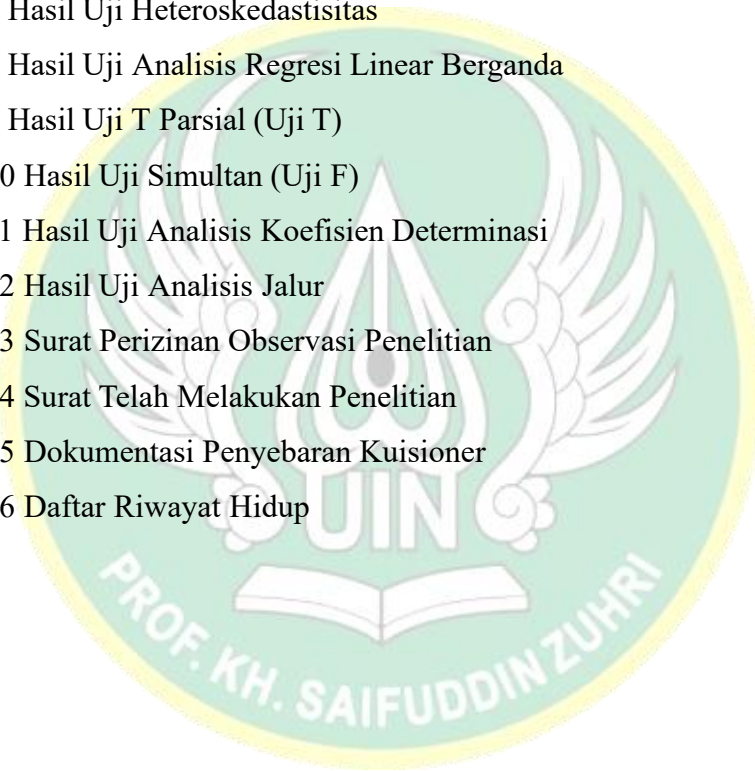 Hasil Uji Heteroskedastisitas
Hasil Uji Analisis Regresi Linear Berganda
Hasil Uji T Parsial (Uji T)
0 Hasil Uji Simultan (Uji F)
1 Hasil Uji Analisis Koefisien Determinasi
2 Hasil Uji Analisis Jalur
3 Surat Perizinan Observasi Penelitian
4 Surat Telah Melakukan Penelitian
5 Dokumentasi Penyebaran Kuisioner
6 Daftar Riwayat Hidup
UIN
PROF. KH. SAIFUDDIN ZUHRI